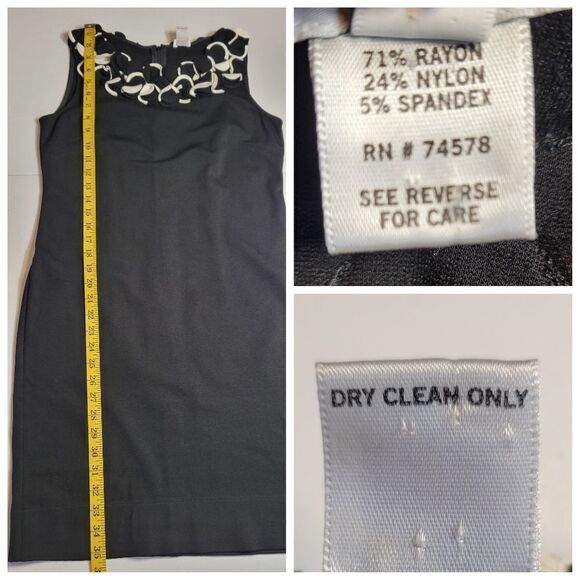 71% RAYON
24% NYLON
5% SPANDEX
RN # 74578
SEE REVERSE
FOR CARE
DRY CLEAN ONLY